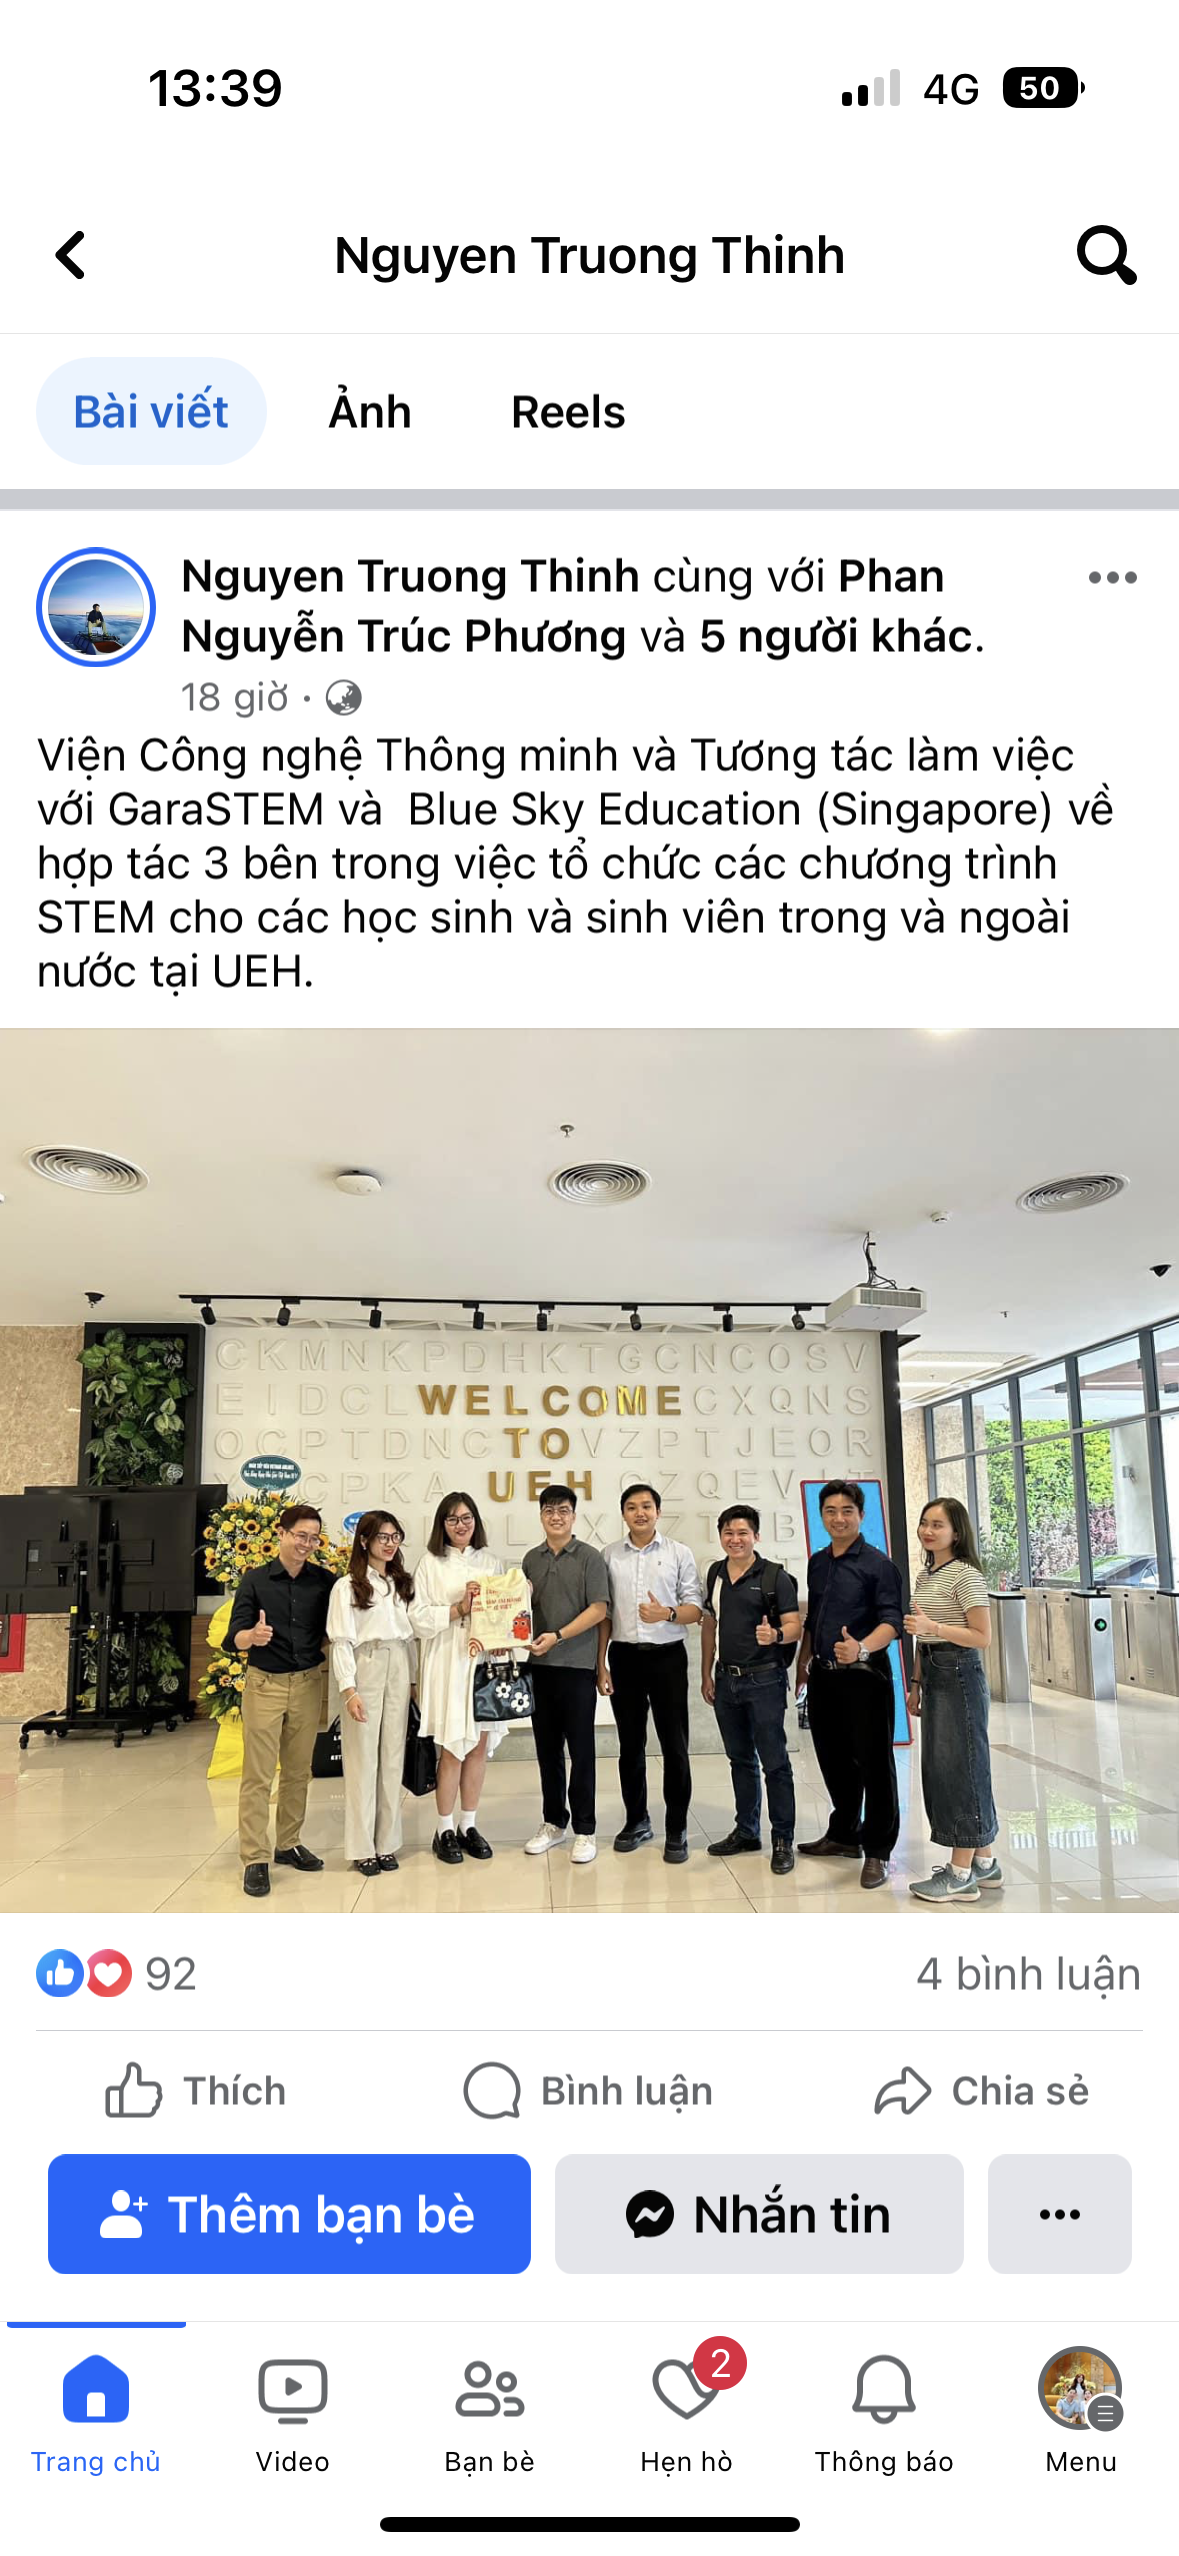 13:39
4G 50
Nguyen Truong Thinh
Bài viết
Ảnh
Reels
Nguyen Truong Thinh cùng với Phan
Nguyễn Trúc Phương và 5 người khác.
18 giờ ·
Viện Công nghệ Thông minh và Tương tác làm việc
với GaraSTEM và Blue Sky Education (Singapore) về
hợp tác 3 bên trong việc tổ chức các chương trình
STEM cho các học sinh và sinh viên trong và ngoài
nước tại UEH.
CKMNKPDHKTGCNCOSV
EIDCLWELCOMECXQNS
OCPTDNCTOVZPTJEOR
CPKA UEH GZQEV
92
4 bình luận
Thích
Bình luận
Chia sẻ
Thêm bạn bè
Nhắn tin
2
Trang chủ
Video
Bạn bè
Hẹn hò
Thông báo
Menu